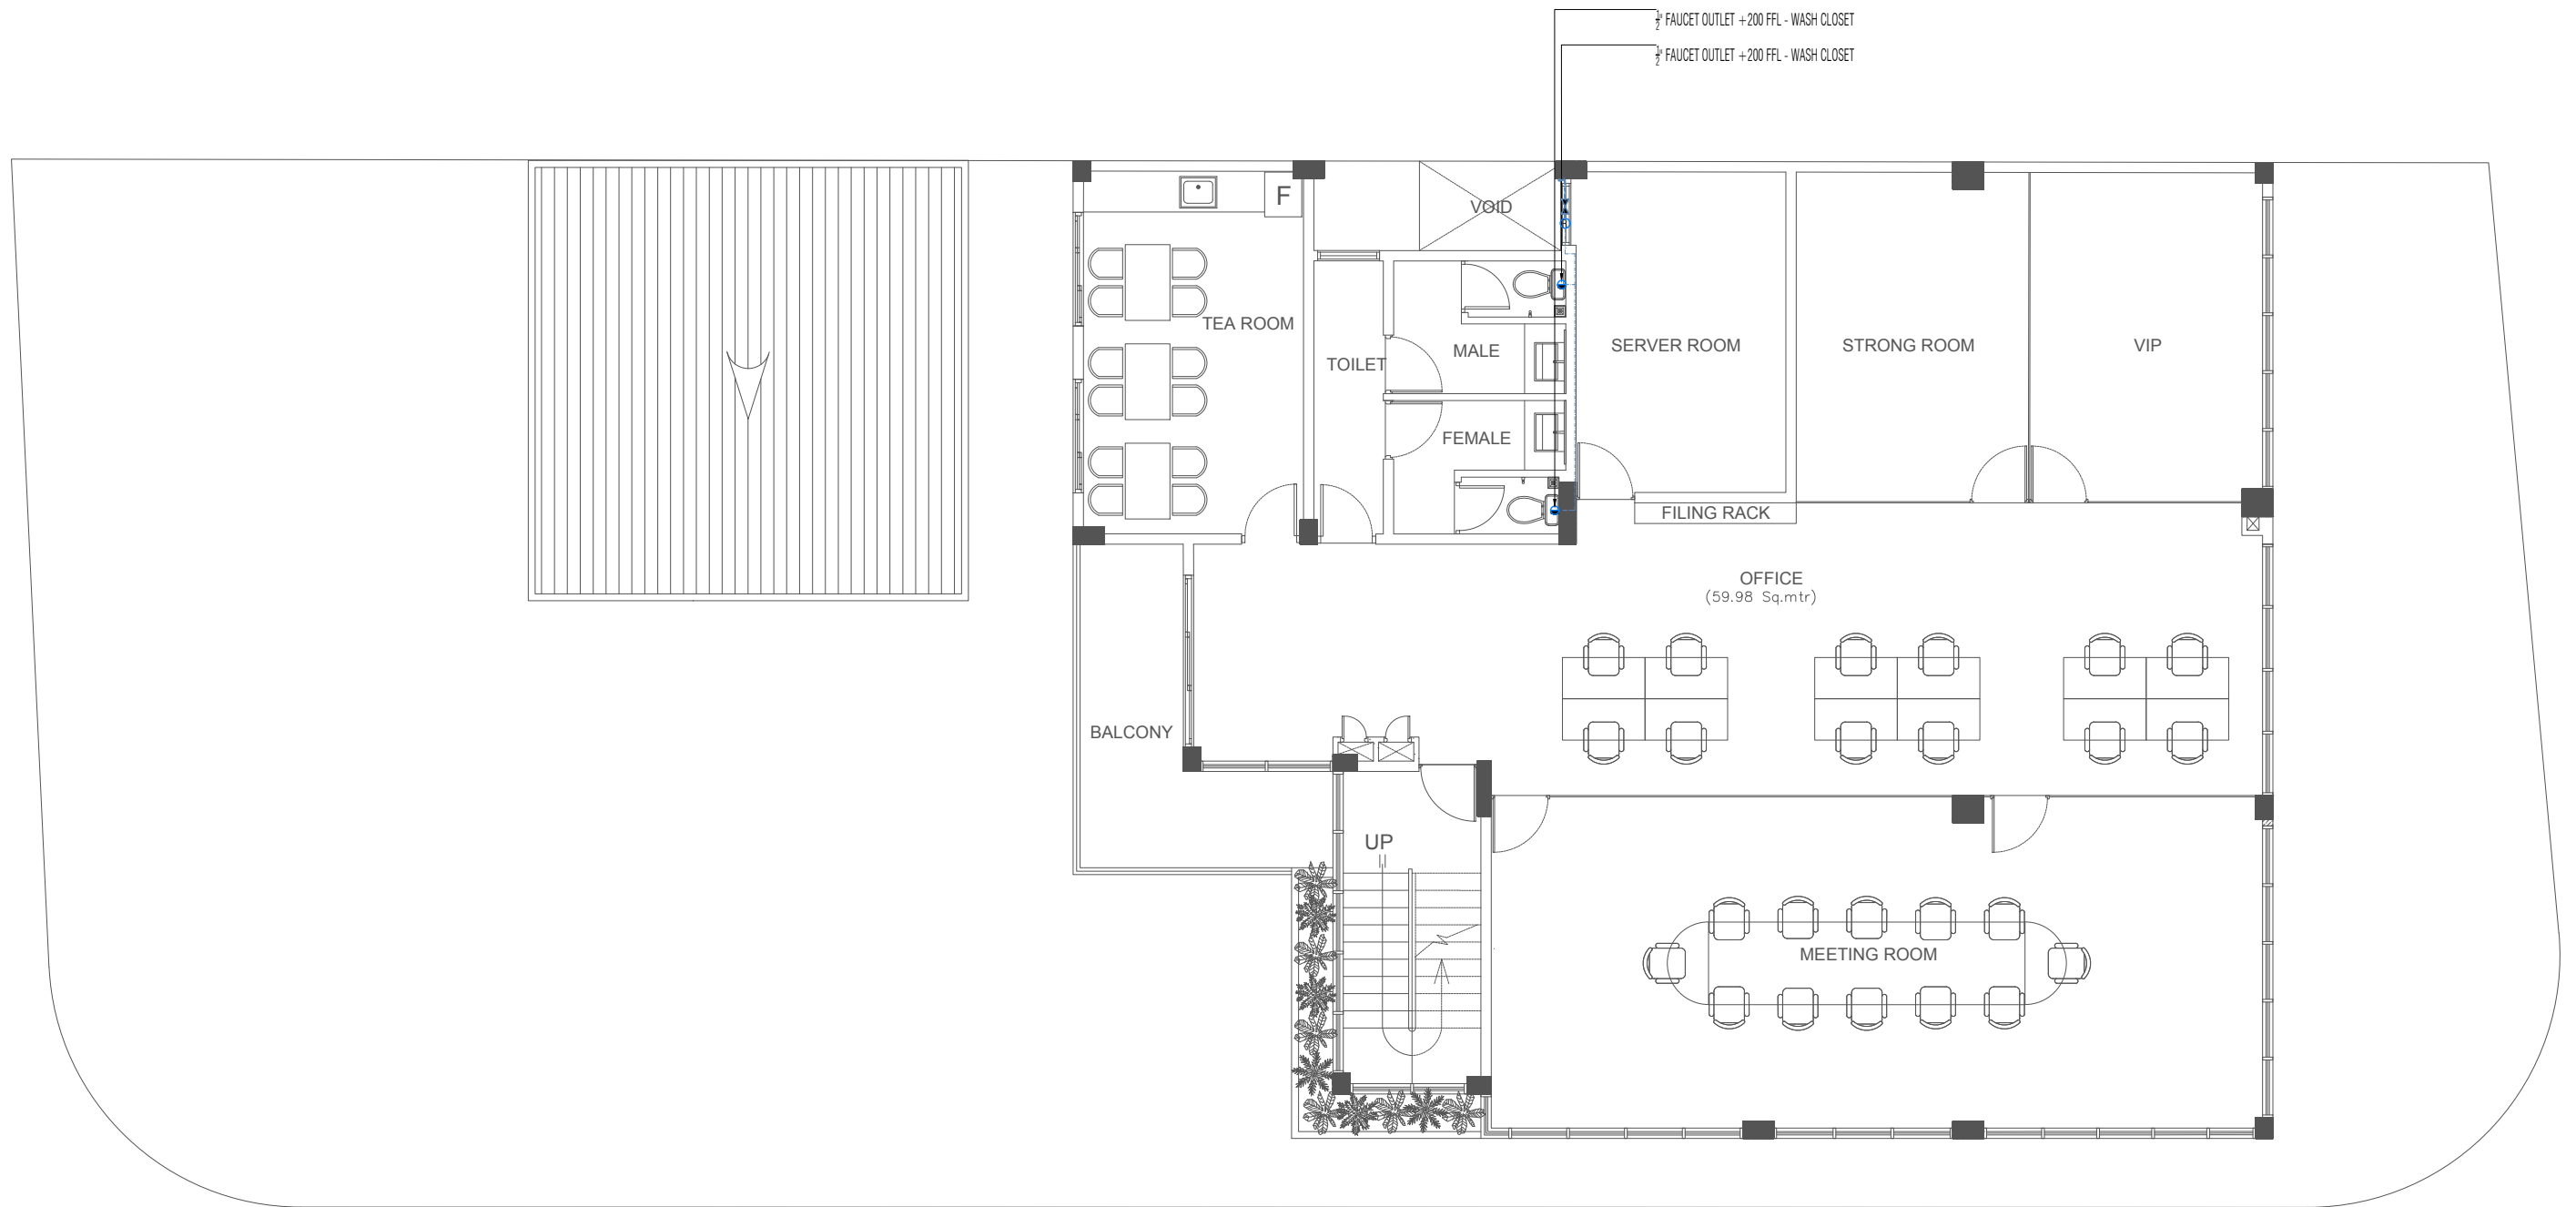 ½" FAUCET OUTLET +200 FFL - WASH CLOSET
½" FAUCET OUTLET +200 FFL - WASH CLOSET
F
VOID
TEA ROOM
TOILET
MALE
SERVER ROOM
STRONG ROOM
VIP
FEMALE
FILING RACK
OFFICE
(59.98 Sq.mtr)
BALCONY
UP
MEETING ROOM